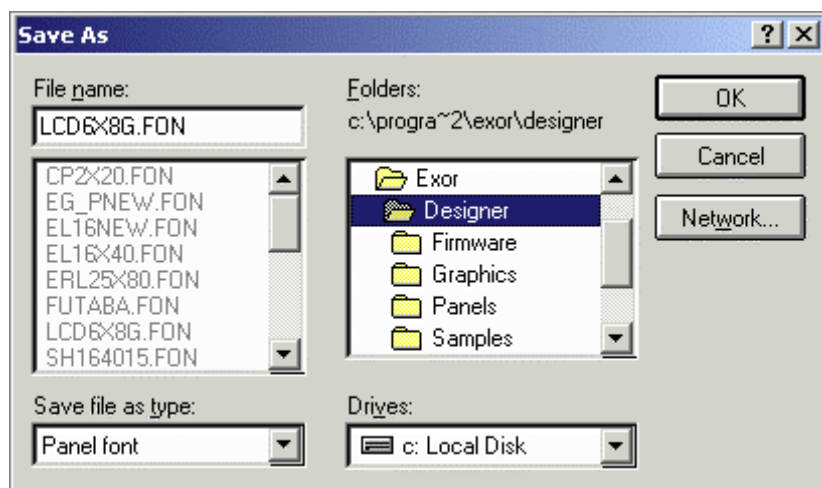 Save As
File name:
LCD6X8G.FON
CP2X20.FON
EG_PNEW.FON
EL16NEW.FON
EL16X40.FON
ERL25X80.FON
FUTABA.FON
LCD6X8G.FON
SH164015.FON
Save file as type:
Panel font
Folders:
c:\progra~2\exor\designer
Exor
Designer
Firmware
Graphics
Panels
Samples
Drives:
c: Local Disk
OK
Cancel
Network...